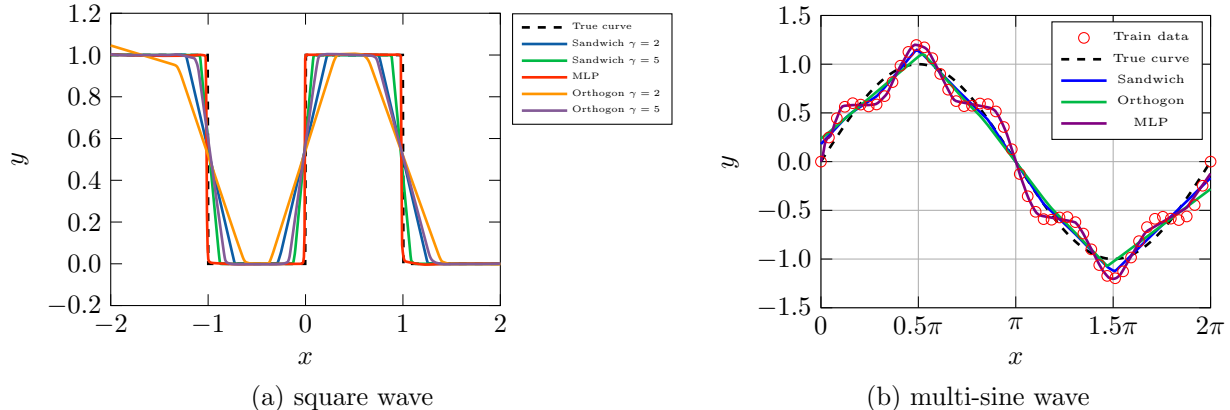 1.0
0.8
0.6
0.4
0.2
0.0
−0.2
−2
−1
0
1
2
y
x
True curve
Sandwich γ = 2
Sandwich γ = 5
MLP
Orthogon γ = 2
Orthogon γ = 5
(a) square wave
1.5
1.0
0.5
0.0
−0.5
−1.0
−1.5
0
0.5π
π
1.5π
2π
y
x
Train data
True curve
Sandwich
Orthogon
MLP
(b) multi-sine wave